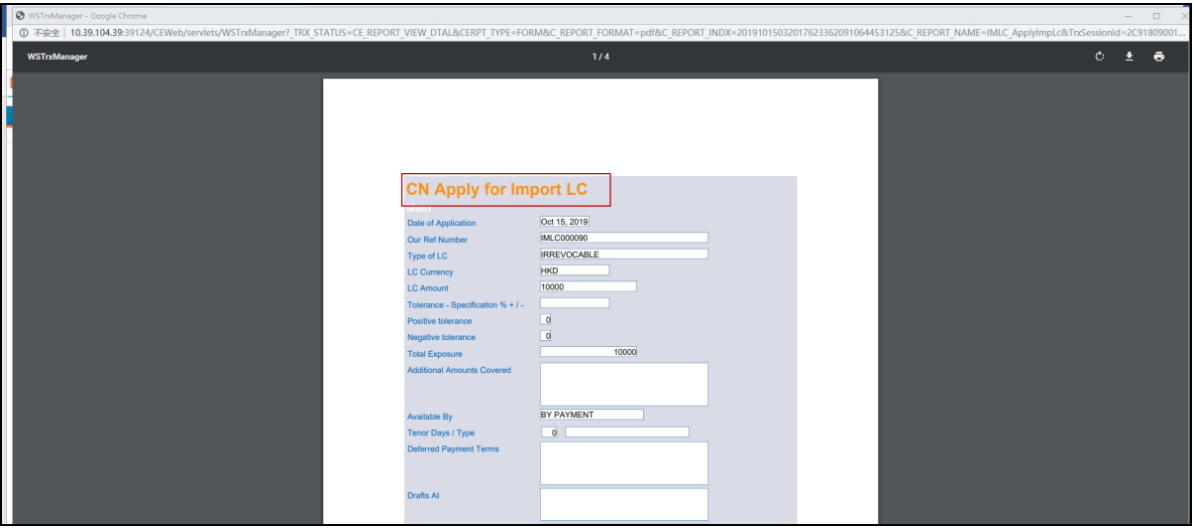 WSTrxManager - Google Chrome
不安全 | 10.39.104.39:39124/CEWeb/servlets/WSTrxManager?_TRX_STATUS=CE_REPORT_VIEW_DTAL&CERPT_TYPE=FORM&C_REPORT_FORMAT=pdf&C_REPORT_INDX=2019101503201762336209106445​3125&C_REPORT_NAME=IMLC_ApplyImpLc&TrxSessionId=2C91809001...
WSTrxManager 1 / 4
CN Apply for Import LC
Main
Date of Application Oct 15, 2019
Our Ref Number IMLC000090
Type of LC IRREVOCABLE
LC Currency HKD
LC Amount 10000
Tolerance - Specification % + / -
Positive tolerance 0
Negative tolerance 0
Total Exposure 10000
Additional Amounts Covered
Available By BY PAYMENT
Tenor Days / Type 0
Deferred Payment Terms
Drafts At